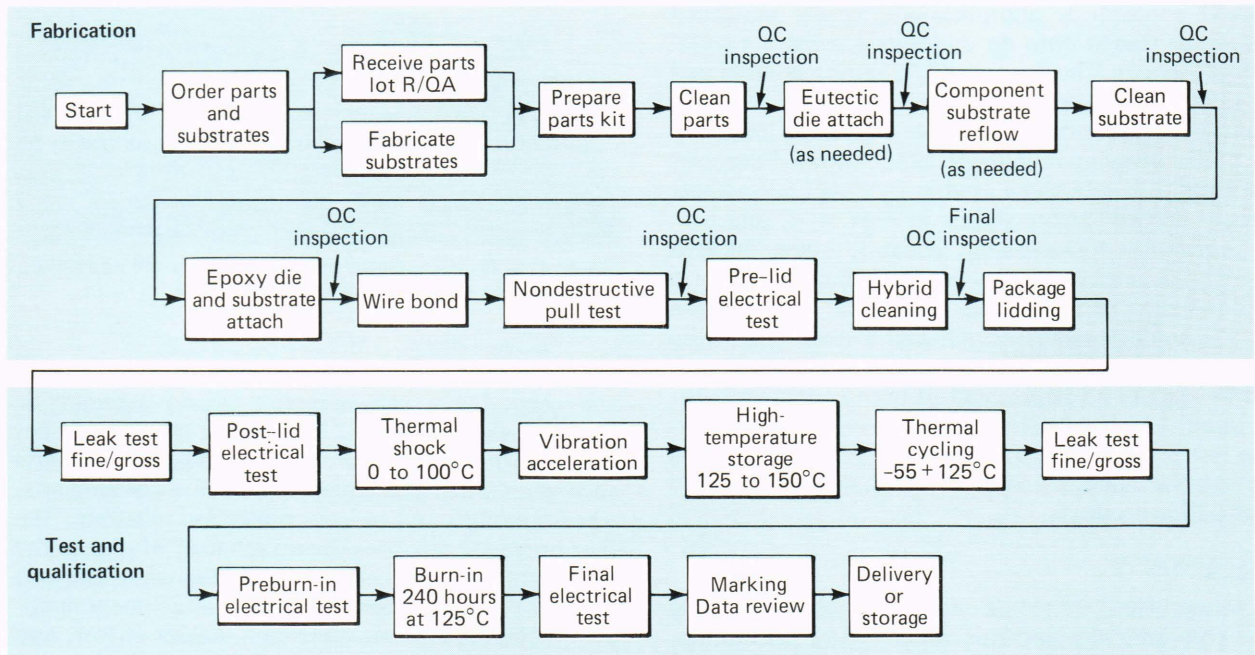 Fabrication
Start
Order parts
and
substrates
Receive parts
lot R/QA
Fabricate
substrates
Prepare
parts kit
Clean
parts
QC
inspection
Eutectic
die attach
(as needed)
QC
inspection
Component
substrate
reflow
(as needed)
Clean
substrate
QC
inspection
Epoxy die
and substrate
attach
QC
inspection
Wire bond
Nondestructive
pull test
QC
inspection
Pre-lid
electrical
test
Hybrid
cleaning
Final
QC inspection
Package
lidding
Leak test
fine/gross
Post-lid
electrical
test
Thermal
shock
0 to 100°C
Vibration
acceleration
High-
temperature
storage
125 to 150°C
Thermal
cycling
-55 + 125°C
Leak test
fine/gross
Test and
qualification
Preburn-in
electrical test
Burn-in
240 hours
at 125°C
Final
electrical
test
Marking
Data review
Delivery
or
storage